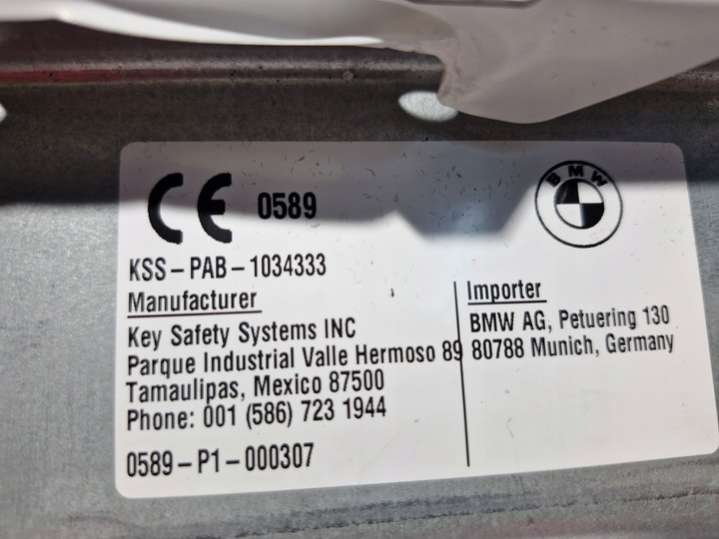 CE 0589
BMW
KSS-PAB-1034333
Manufacturer
Key Safety Systems INC
Parque Industrial Valle Hermoso 89
Tamaulipas, Mexico 87500
Phone: 001 (586) 723 1944
0589-P1-000307
Importer
BMW AG, Petuering 130
80788 Munich, Germany